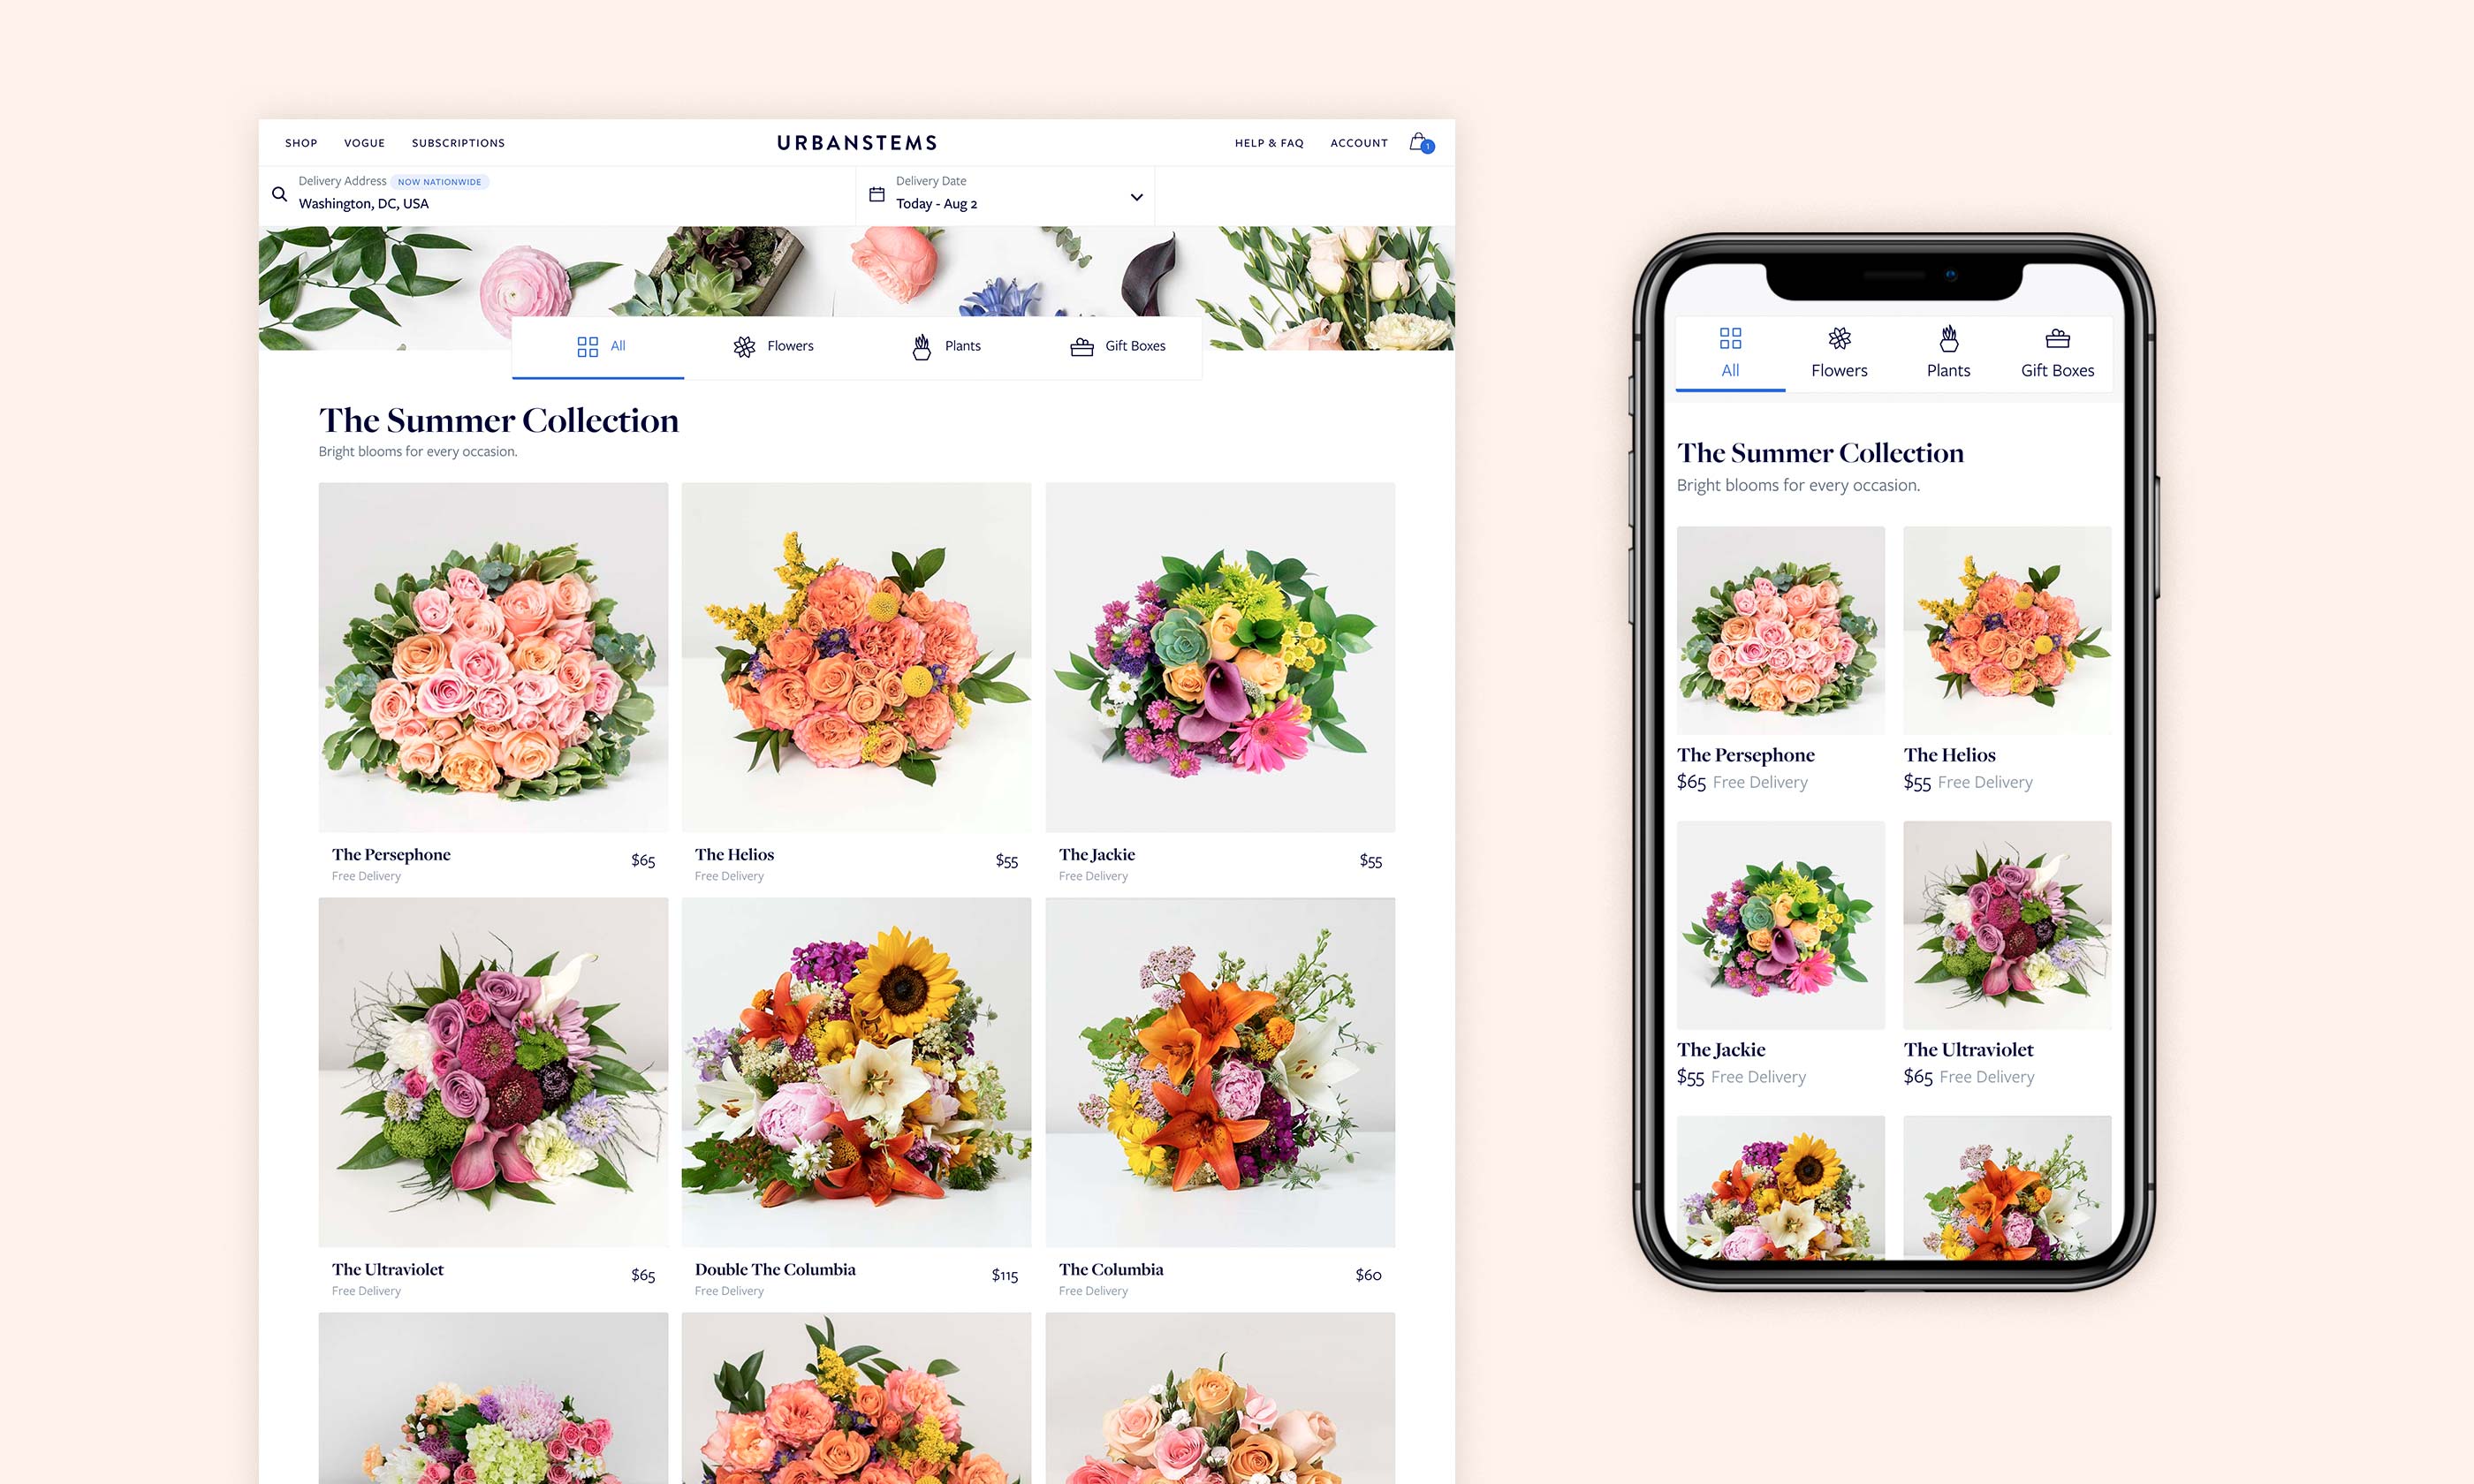 SHOP VOGUE SUBSCRIPTIONS URBANSTEMS HELP & FAQ ACCOUNT 1
Delivery Address NOW NATIONWIDE
Washington, DC, USA
Delivery Date
Today - Aug 2
All Flowers Plants Gift Boxes
The Summer Collection
Bright blooms for every occasion.
The Persephone $65
Free Delivery
The Helios $55
Free Delivery
The Jackie $55
Free Delivery
The Ultraviolet $65
Free Delivery
Double The Columbia $115
Free Delivery
The Columbia $60
Free Delivery
All Flowers Plants Gift Boxes
The Summer Collection
Bright blooms for every occasion.
The Persephone
$65 Free Delivery
The Helios
$55 Free Delivery
The Jackie
$55 Free Delivery
The Ultraviolet
$65 Free Delivery